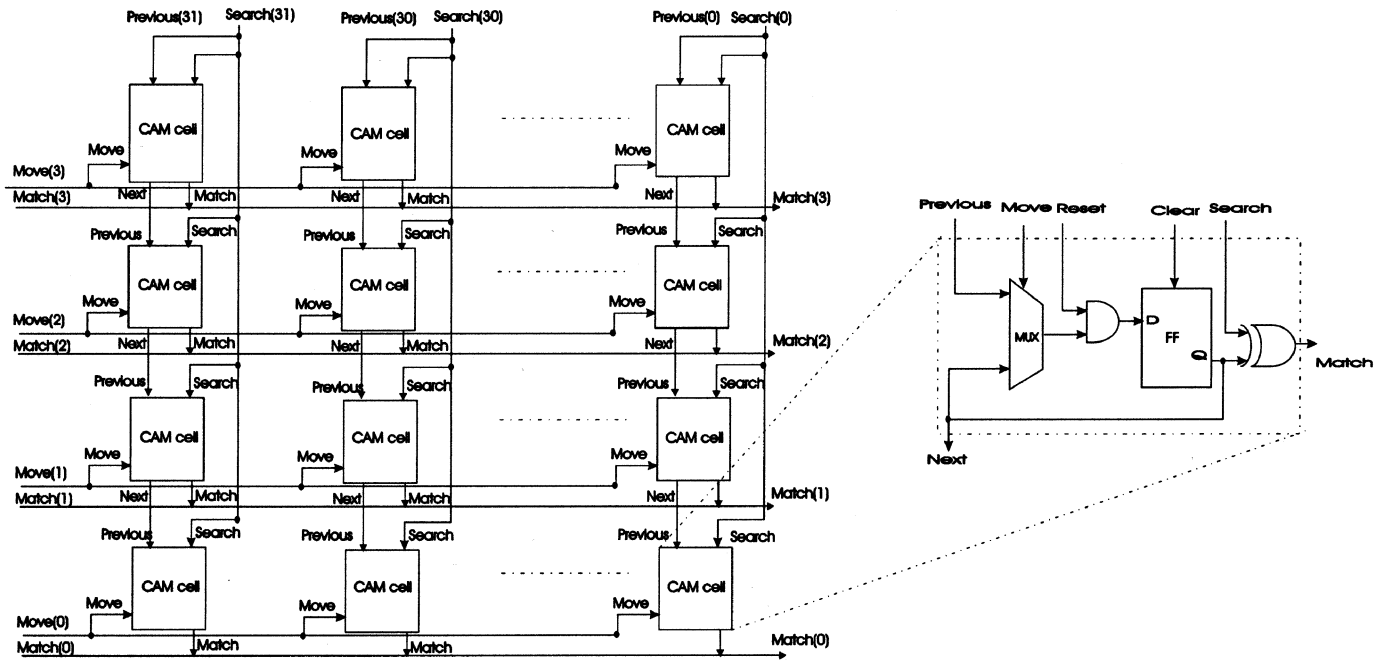 Previous(31) Search(31) Previous(30) Search(30) Previous(0) Search(0)
CAM cell CAM cell CAM cell
Move Move Move
Move(3)
Next Match Next Match Next
Match(3) Match(3)
Previous Search Previous Search Previous Search
CAM cell CAM cell CAM cell
Move Move Move
Move(2)
Next Match Next Match Next
Match(2) Match(2)
Previous Search Previous Search Previous Search
CAM cell CAM cell CAM cell
Move Move Move
Move(1)
Next Match Next Match Next
Match(1) Match(1)
Previous Search Previous Search Previous Search
CAM cell CAM cell CAM cell
Move Move Move
Move(0)
Match(0) Match Match Match(0)
Previous Move Reset Clear Search
MUX
D
FF
Q
Match
Next